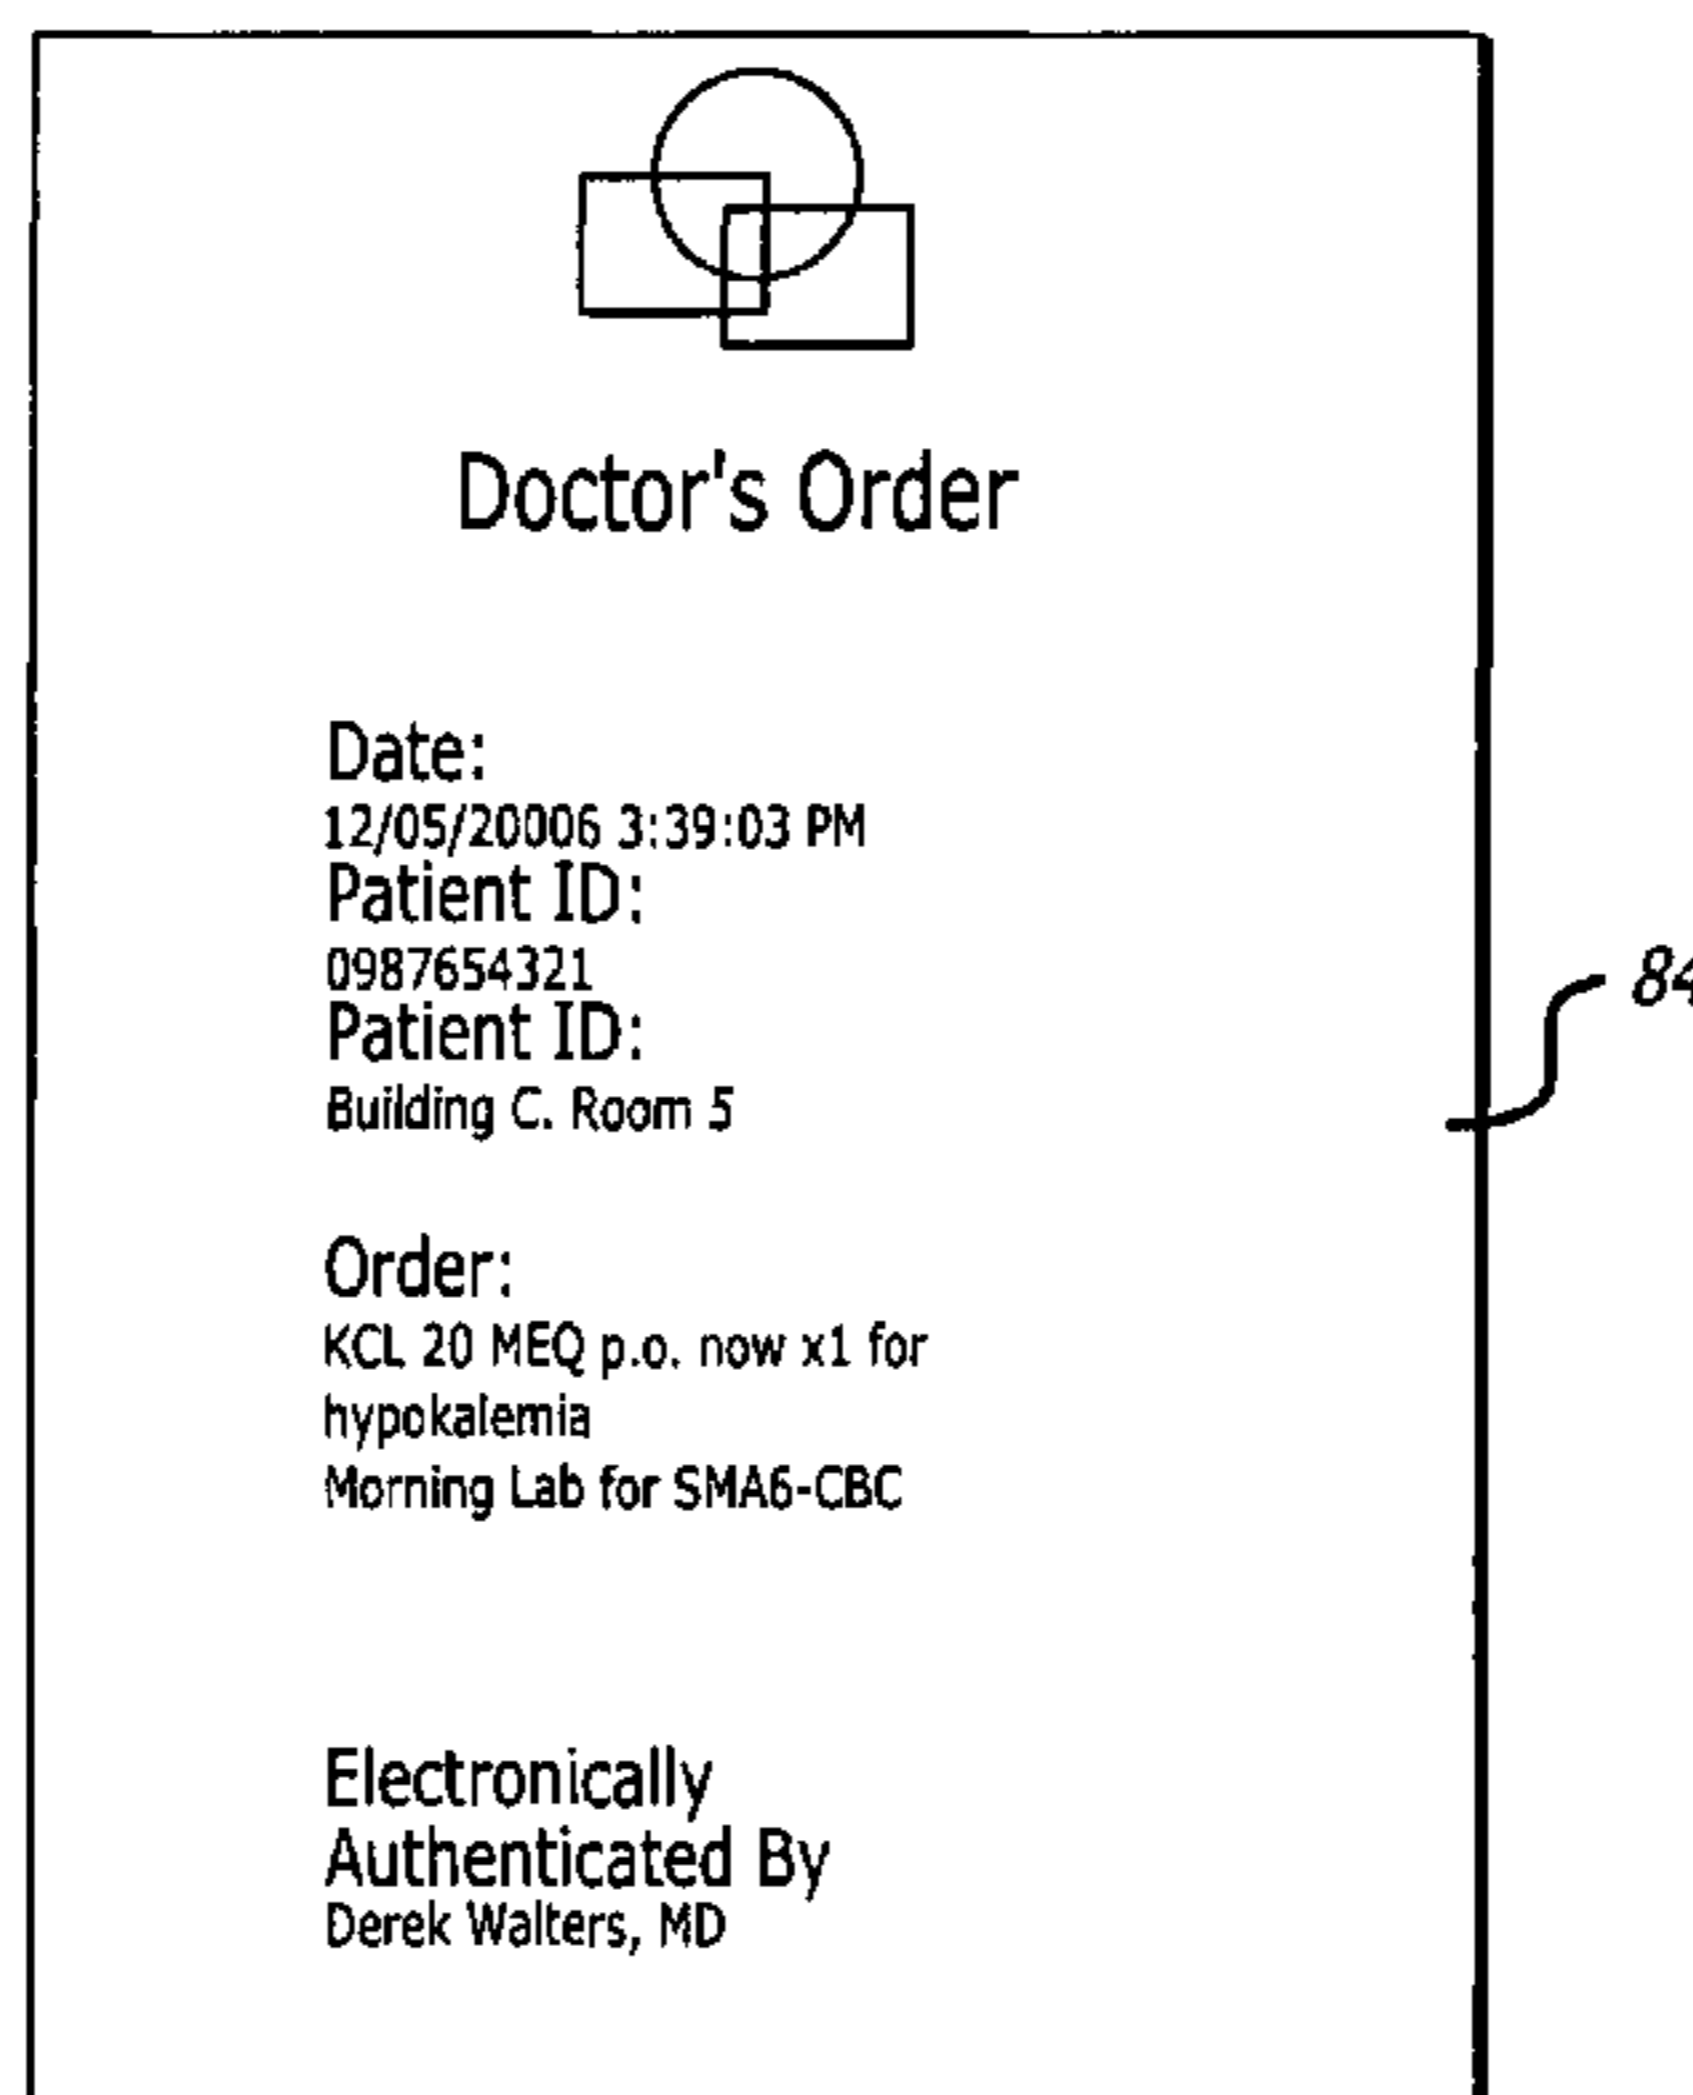 Doctor's Order
Date:
12/05/20006 3:39:03 PM
Patient ID:
0987654321
Patient ID:
Building C. Room 5
84
Order:
KCL 20 MEQ p.o. now x1 for
hypokalemia
Morning Lab for SMA6-CBC
Electronically
Authenticated By
Derek Walters, MD